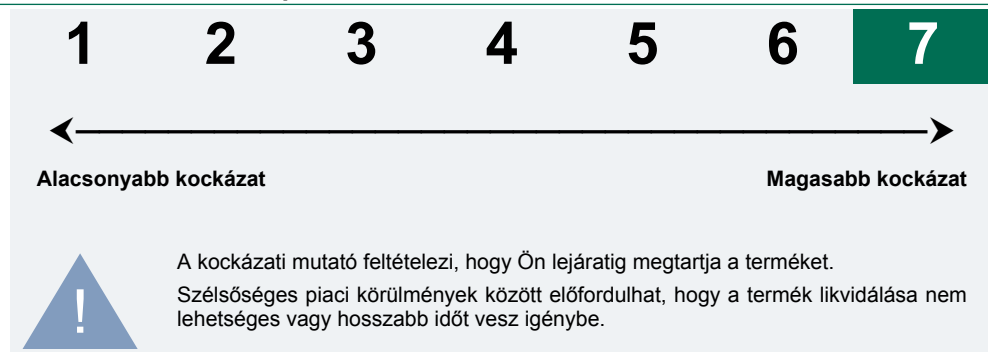 1 2 3 4 5 6 7
Alacsonyabb kockázat Magasabb kockázat
A kockázati mutató feltételezi, hogy Ön lejáratig megtartja a terméket.
Szélsőséges piaci körülmények között előfordulhat, hogy a termék likvidálása nem
lehetséges vagy hosszabb időt vesz igénybe.
!